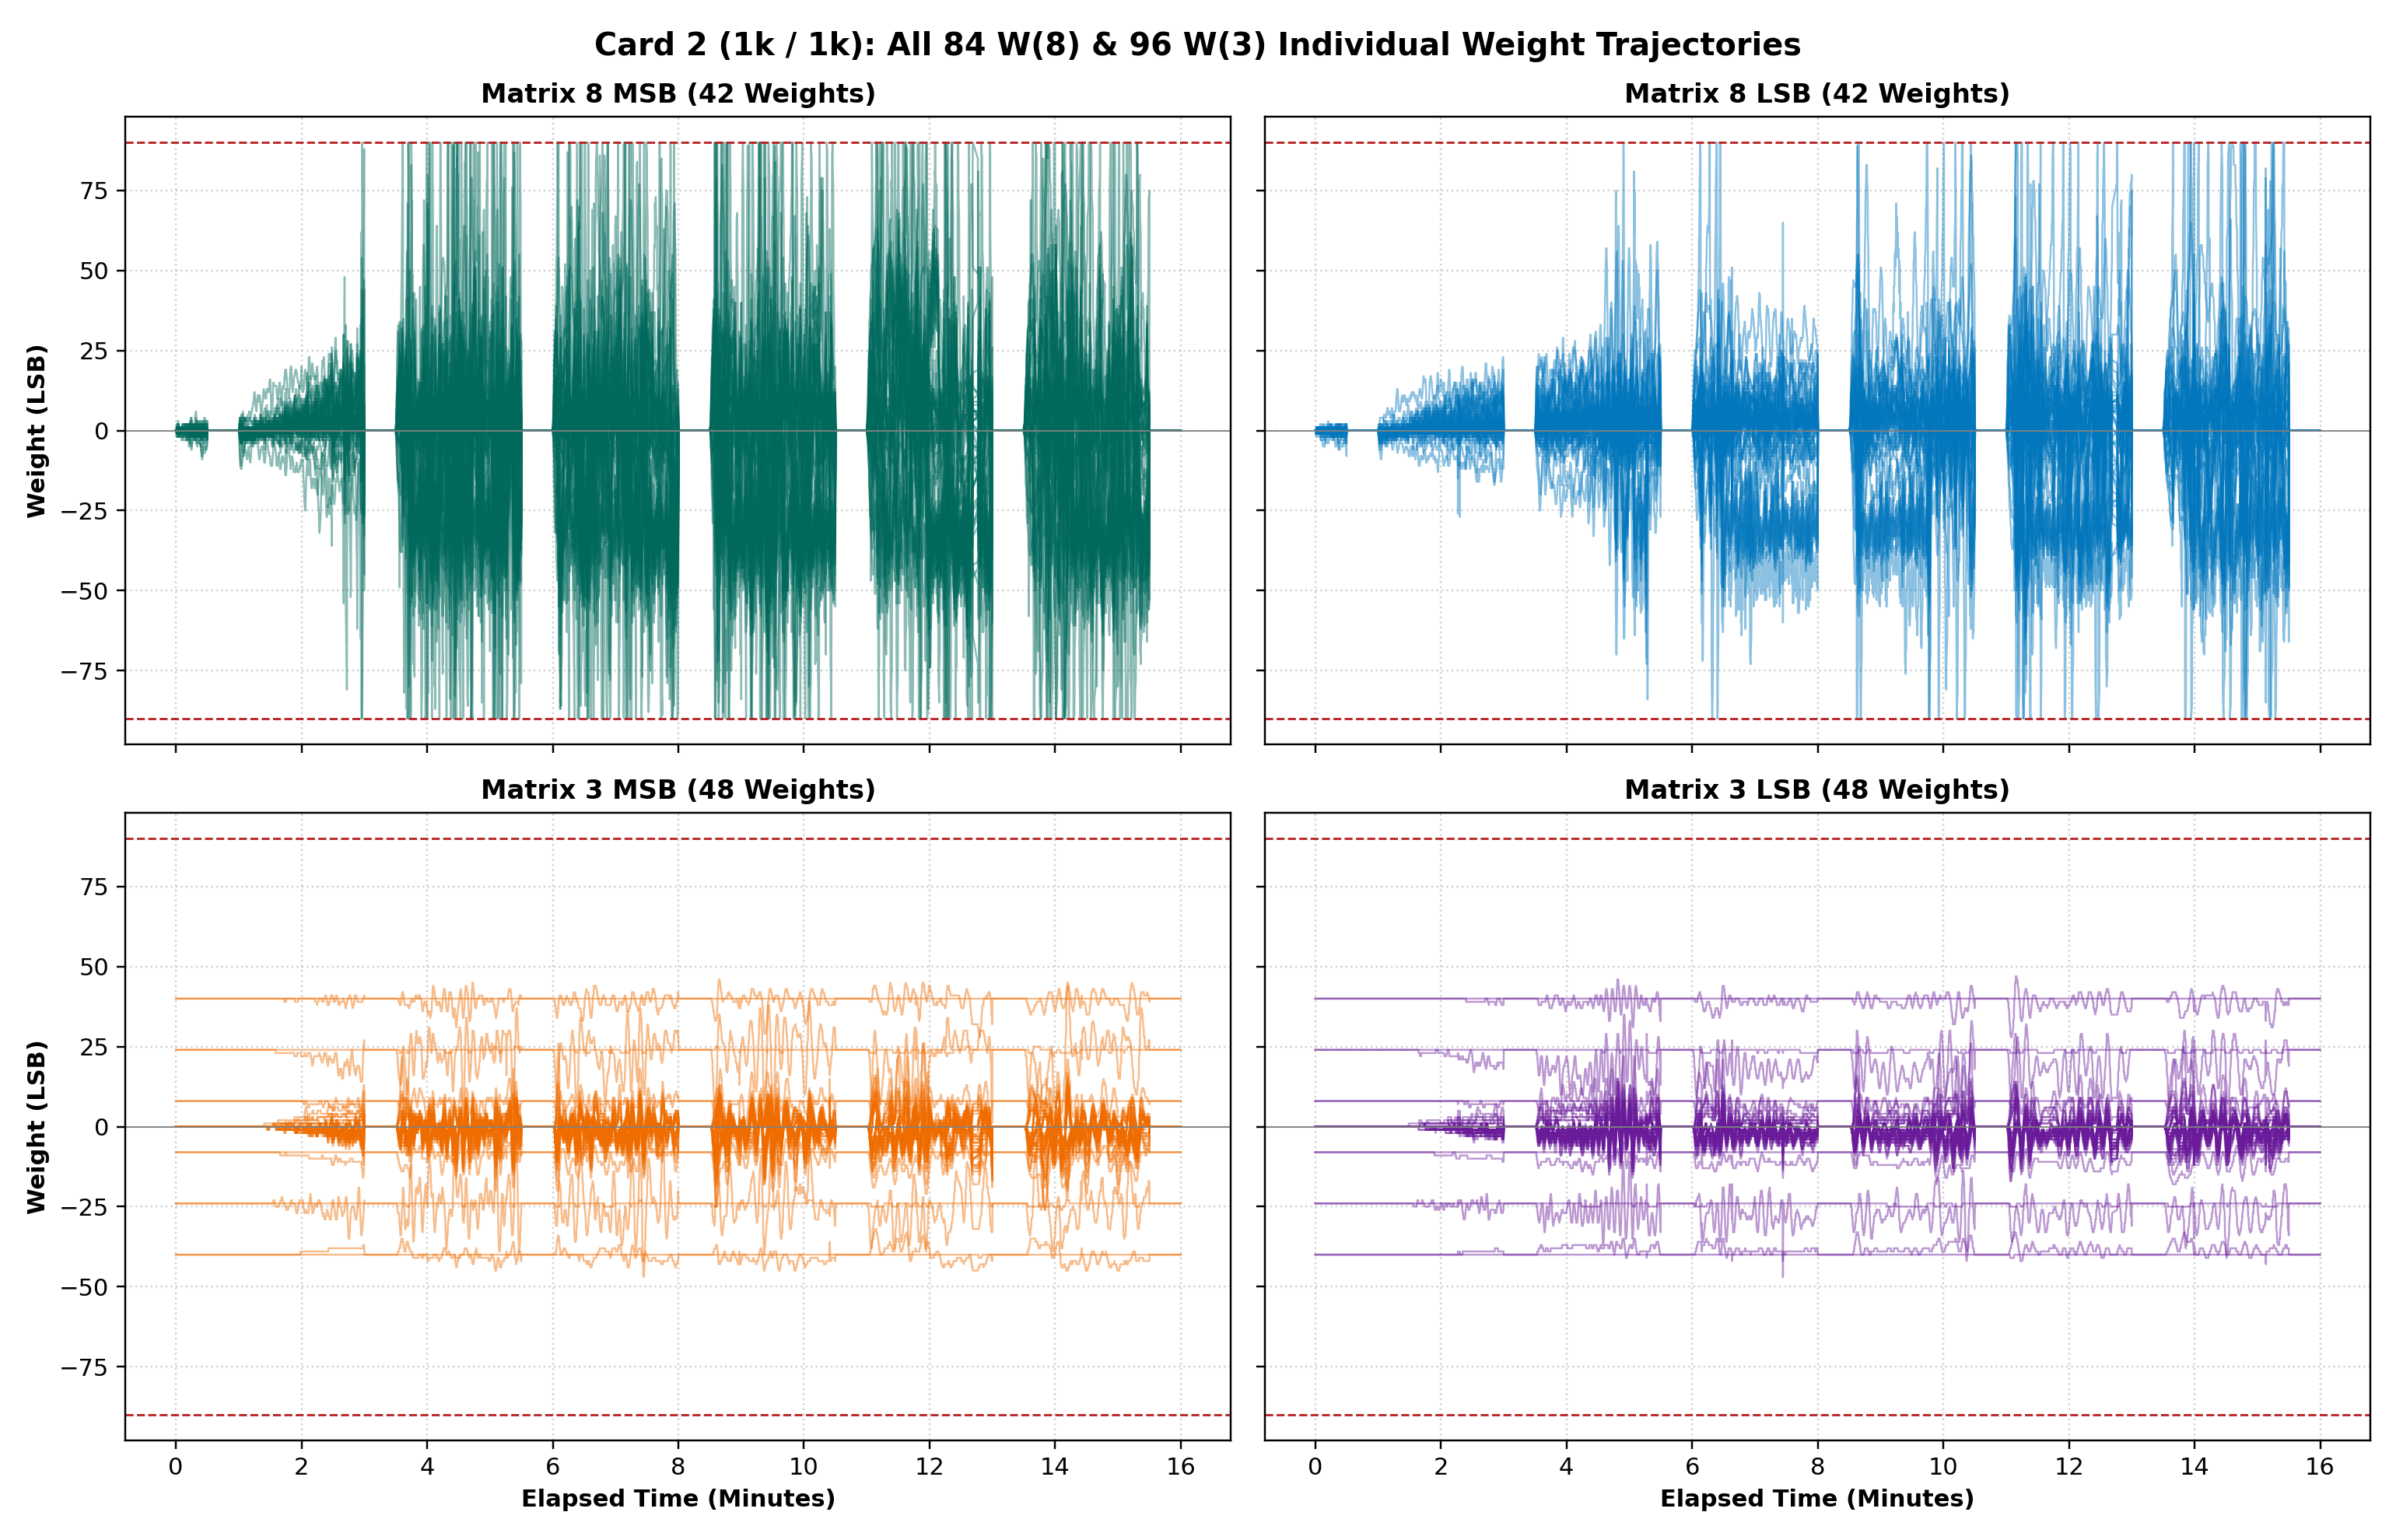 Card 2 (1k / 1k): All 84 W(8) & 96 W(3) Individual Weight Trajectories
Matrix 8 MSB (42 Weights)
Weight (LSB)
75
50
25
0
−25
−50
−75
Matrix 8 LSB (42 Weights)
Matrix 3 MSB (48 Weights)
Weight (LSB)
75
50
25
0
−25
−50
−75
0 2 4 6 8 10 12 14 16
Elapsed Time (Minutes)
Matrix 3 LSB (48 Weights)
0 2 4 6 8 10 12 14 16
Elapsed Time (Minutes)